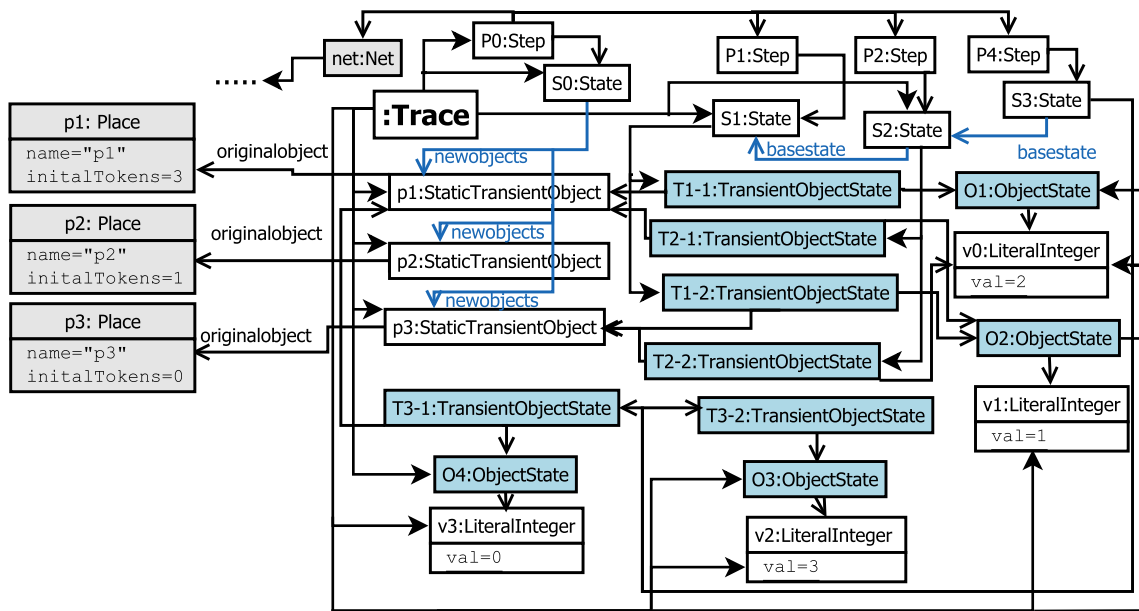 P0:Step
P1:Step
P2:Step
P4:Step
net:Net
.....
S0:State
:Trace
S1:State
S2:State
S3:State
p1: Place
name="p1"
initalTokens=3
originalobject
newobjects
basestate
basestate
p1:StaticTransientObject
T1-1:TransientObjectState
O1:ObjectState
p2: Place
name="p2"
initalTokens=1
originalobject
newobjects
p2:StaticTransientObject
T2-1:TransientObjectState
v0:LiteralInteger
val=2
T1-2:TransientObjectState
newobjects
p3: Place
name="p3"
initalTokens=0
originalobject
p3:StaticTransientObject
T2-2:TransientObjectState
O2:ObjectState
v1:LiteralInteger
val=1
T3-1:TransientObjectState
T3-2:TransientObjectState
O4:ObjectState
O3:ObjectState
v3:LiteralInteger
val=0
v2:LiteralInteger
val=3